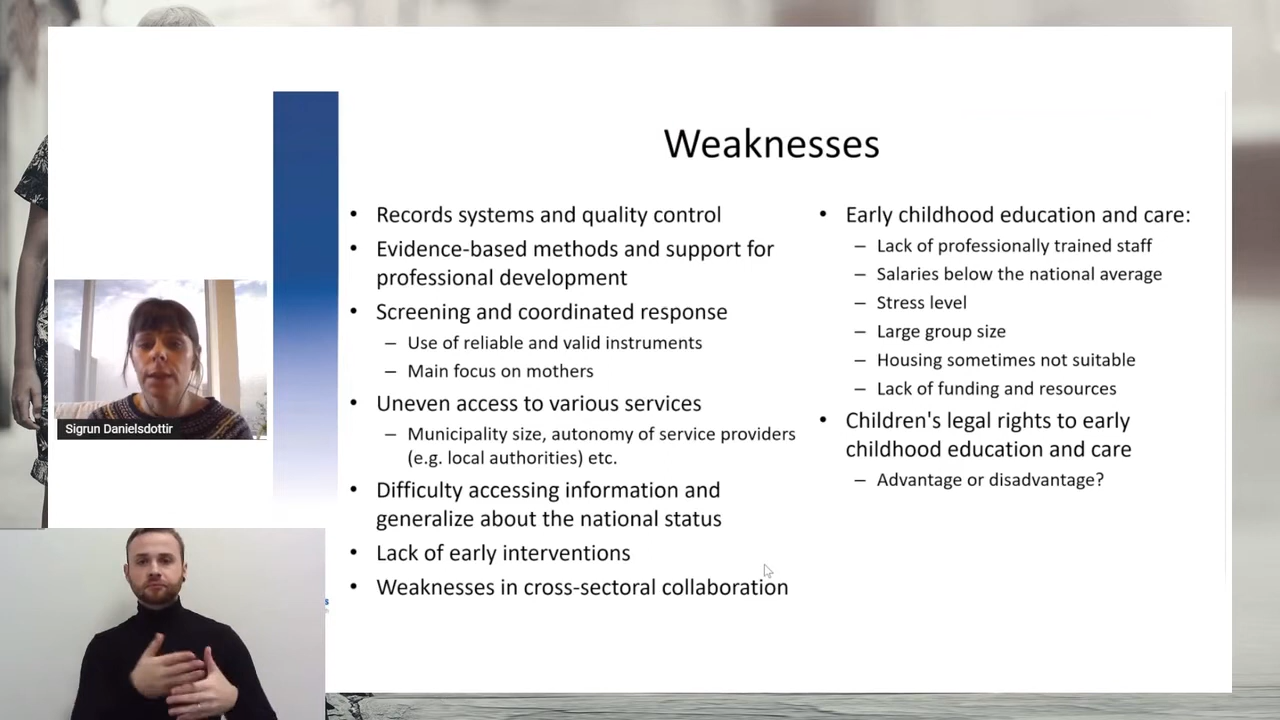 Weaknesses
• Records systems and quality control
• Evidence-based methods and support for
professional development
• Screening and coordinated response
– Use of reliable and valid instruments
– Main focus on mothers
• Uneven access to various services
– Municipality size, autonomy of service providers
(e.g. local authorities) etc.
• Difficulty accessing information and
generalize about the national status
• Lack of early interventions
• Weaknesses in cross-sectoral collaboration
• Early childhood education and care:
– Lack of professionally trained staff
– Salaries below the national average
– Stress level
– Large group size
– Housing sometimes not suitable
– Lack of funding and resources
• Children's legal rights to early
childhood education and care
– Advantage or disadvantage?
Sigrun Danielsdottir